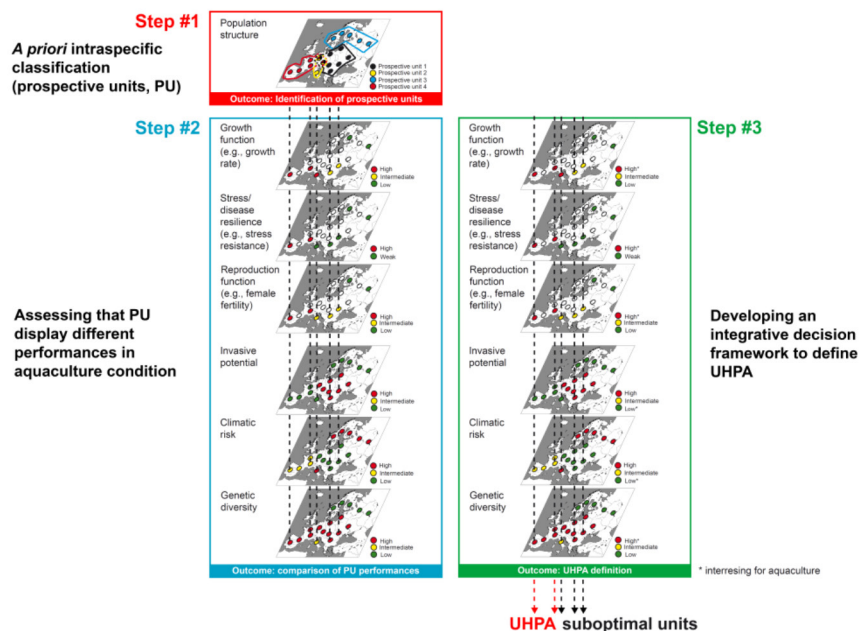 Step #1
A priori intraspecific
classification
(prospective units, PU)
Population
structure
Prospective unit 1
Prospective unit 2
Prospective unit 3
Prospective unit 4
Outcome: Identification of prospective units
Step #2
Assessing that PU
display different
performances in
aquaculture condition
Growth function
(e.g., growth
rate)
High
Intermediate
Low
Stress/
disease
resilience
(e.g., stress
resistance)
High
Weak
Reproduction
function
(e.g., female
fertility)
High
Intermediate
Low
Invasive
potential
High
Intermediate
Low
Climatic
risk
High
Intermediate
Low
Genetic
diversity
High
Intermediate
Low
Outcome: comparison of PU performances
Step #3
Developing an
integrative decision
framework to define
UHPA
Growth
function
(e.g., growth
rate)
High*
Intermediate
Low
Stress/
disease
resilience
(e.g., stress
resistance)
High*
Weak
Reproduction
function
(e.g., female
fertility)
High*
Intermediate
Low
Invasive
potential
High
Intermediate
Low*
Climatic
risk
High
Intermediate
Low*
Genetic
diversity
High*
Intermediate
Low
Outcome: UHPA definition
* interresing for aquaculture
UHPA suboptimal units